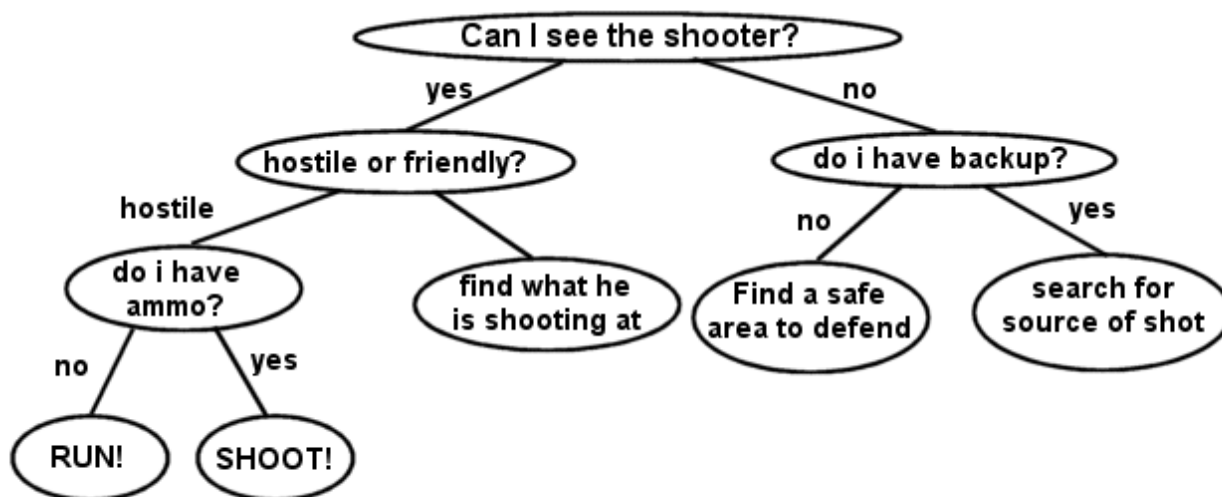 Can I see the shooter?
yes
no
hostile or friendly?
do i have backup?
hostile
no
yes
do i have
ammo?
find what he
is shooting at
Find a safe
area to defend
search for
source of shot
no
yes
RUN!
SHOOT!